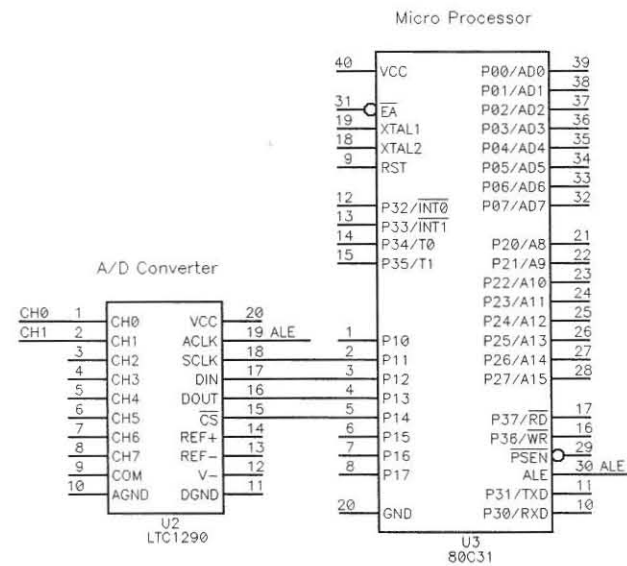 Micro Processor
40 VCC P00/AD0 39
P01/AD1 38
31 EA P02/AD2 37
19 XTAL1 P03/AD3 36
18 XTAL2 P04/AD4 35
9 RST P05/AD5 34
P06/AD6 33
12 P32/INT0 P07/AD7 32
13 P33/INT1
14 P34/T0 P20/A8 21
15 P35/T1 P21/A9 22
P22/A10 23
P23/A11 24
P24/A12 25
1 P10 P25/A13 26
2 P11 P26/A14 27
3 P12 P27/A15 28
4 P13
5 P14 P37/RD 17
6 P15 P36/WR 16
7 P16 PSEN 29
8 P17 ALE 30 ALE
P31/TXD 11
20 GND P30/RXD 10
U3
80C31
A/D Converter
CH0 1 CH0 VCC 20
CH1 2 CH1 ACLK 19 ALE
3 CH2 SCLK 18
4 CH3 DIN 17
5 CH4 DOUT 16
6 CH5 CS 15
7 CH6 REF+ 14
8 CH7 REF- 13
9 COM V- 12
10 AGND DGND 11
U2
LTC1290